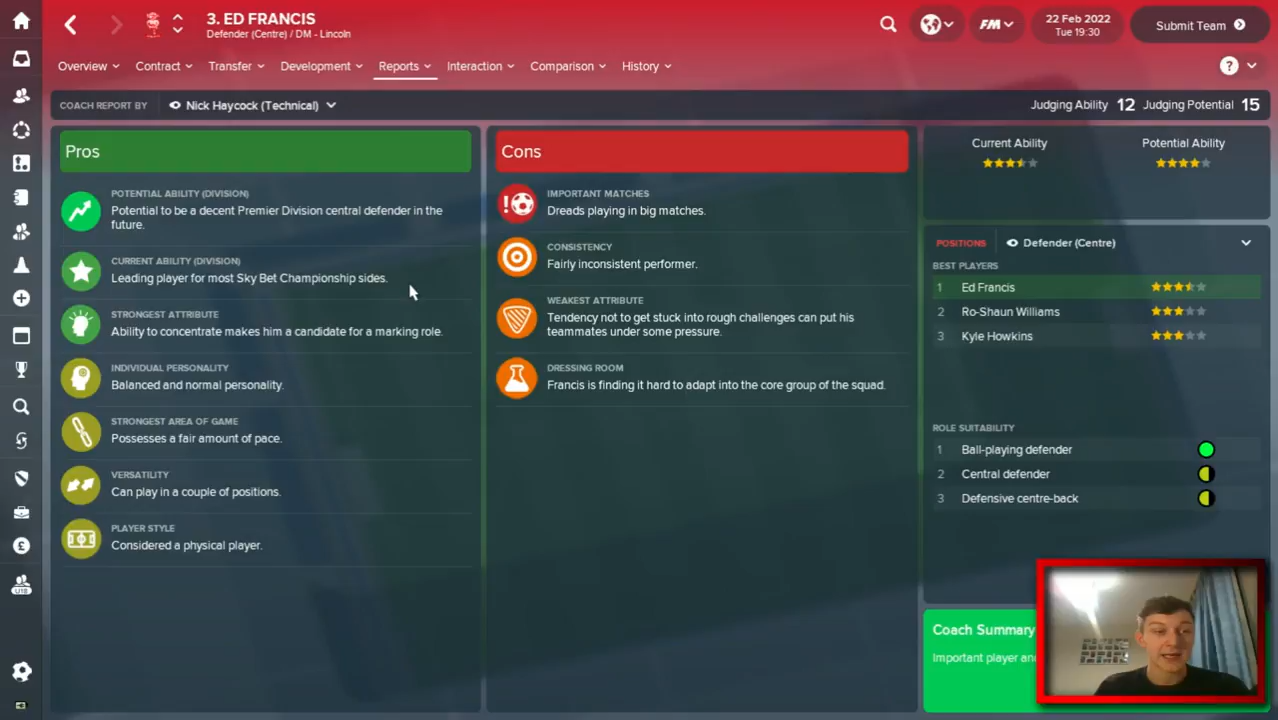 3. ED FRANCIS
Defender (Centre) / DM - Lincoln
FM
22 Feb 2022
Tue 19:30
Submit Team
Overview
Contract
Transfer
Development
Reports
Interaction
Comparison
History
?
COACH REPORT BY
Nick Haycock (Technical)
Judging Ability 12 Judging Potential 15
Pros
POTENTIAL ABILITY (DIVISION)
Potential to be a decent Premier Division central defender in the
future.
CURRENT ABILITY (DIVISION)
Leading player for most Sky Bet Championship sides.
STRONGEST ATTRIBUTE
Ability to concentrate makes him a candidate for a marking role.
INDIVIDUAL PERSONALITY
Balanced and normal personality.
STRONGEST AREA OF GAME
Possesses a fair amount of pace.
VERSATILITY
Can play in a couple of positions.
PLAYER STYLE
Considered a physical player.
Cons
IMPORTANT MATCHES
Dreads playing in big matches.
CONSISTENCY
Fairly inconsistent performer.
WEAKEST ATTRIBUTE
Tendency not to get stuck into rough challenges can put his
teammates under some pressure.
DRESSING ROOM
Francis is finding it hard to adapt into the core group of the squad.
Current Ability
Potential Ability
POSITIONS
Defender (Centre)
BEST PLAYERS
1 Ed Francis
2 Ro-Shaun Williams
3 Kyle Howkins
ROLE SUITABILITY
1 Ball-playing defender
2 Central defender
3 Defensive centre-back
Coach Summary
Important player and
U18